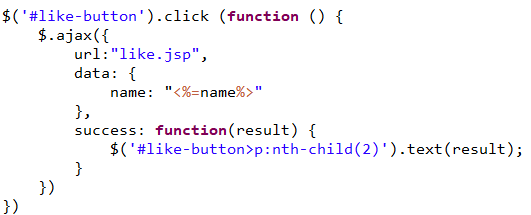 $('#like-button').click (function () {
    $.ajax({
        url:"like.jsp",
        data: {
            name: "<%=name%>"
        },
        success: function(result) {
            $('#like-button>p:nth-child(2)').text(result);
        }
    })
})